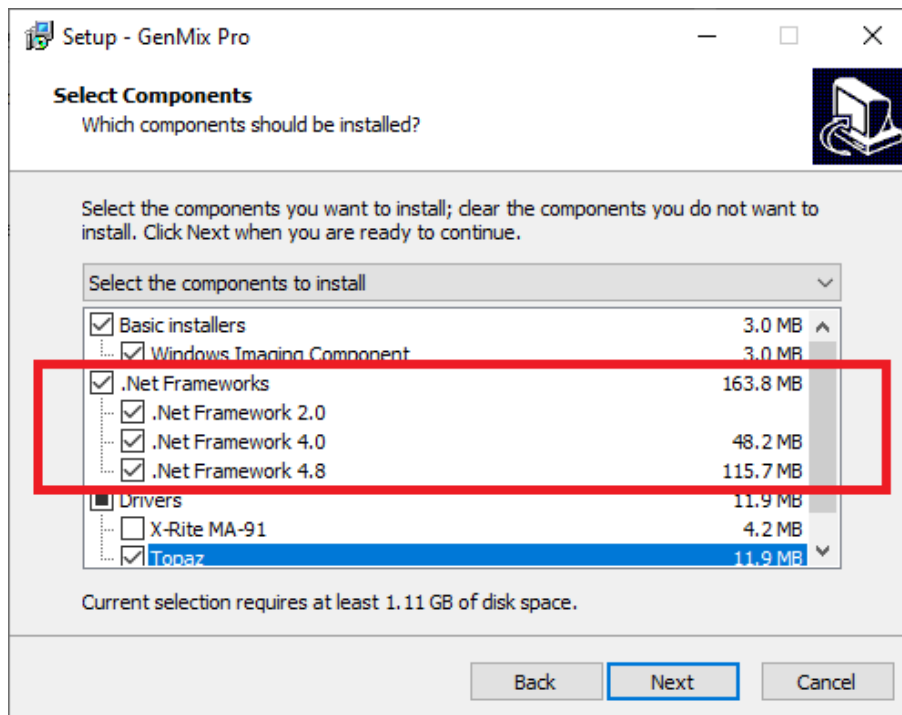 Setup - GenMix Pro
Select Components
Which components should be installed?
Select the components you want to install; clear the components you do not want to
install. Click Next when you are ready to continue.
Select the components to install
Basic installers 3.0 MB
Windows Imaging Component 3.0 MB
.Net Frameworks 163.8 MB
.Net Framework 2.0
.Net Framework 4.0 48.2 MB
.Net Framework 4.8 115.7 MB
Drivers 11.9 MB
X-Rite MA-91 4.2 MB
Topaz 11.9 MB
Current selection requires at least 1.11 GB of disk space.
Back Next Cancel